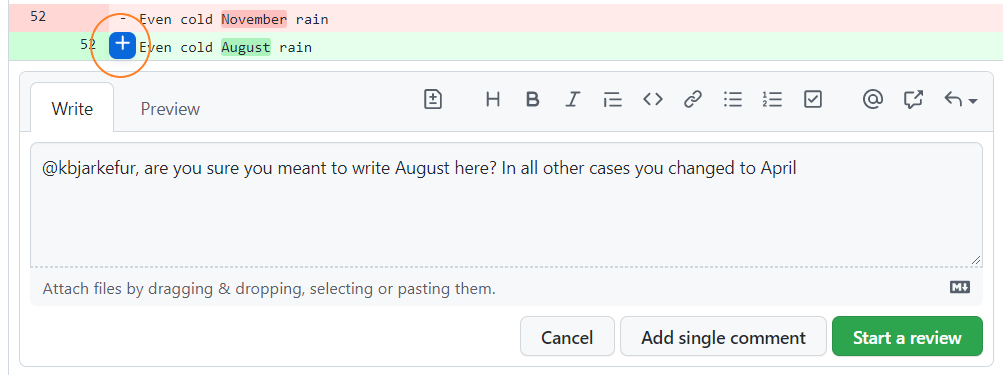 52 - Even cold November rain
52 + Even cold August rain
Write Preview H B I @
@kbjarkefur, are you sure you meant to write August here? In all other cases you changed to April
Attach files by dragging & dropping, selecting or pasting them. M↓
Cancel Add single comment Start a review